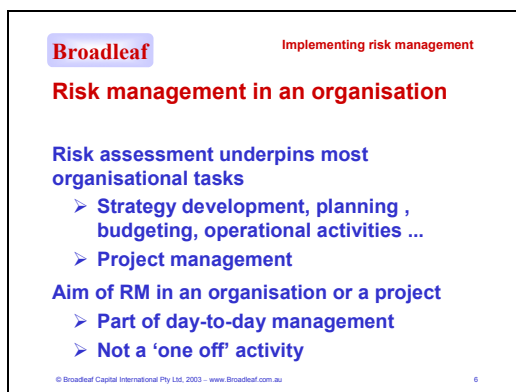 Broadleaf
Implementing risk management
Risk management in an organisation
Risk assessment underpins most
organisational tasks
➢ Strategy development, planning ,
budgeting, operational activities ...
➢ Project management
Aim of RM in an organisation or a project
➢ Part of day-to-day management
➢ Not a ‘one off’ activity
© Broadleaf Capital International Pty Ltd, 2003 – www.Broadleaf.com.au
6